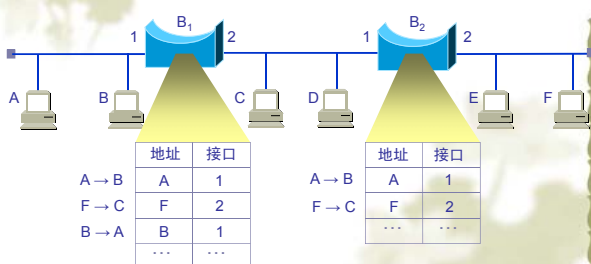 B₁ B₂
1 2 1 2
A B C D E F
地址 接口 地址 接口
A → B A 1 A → B A 1
F → C F 2 F → C F 2
B → A B 1 ··· ···
··· ···